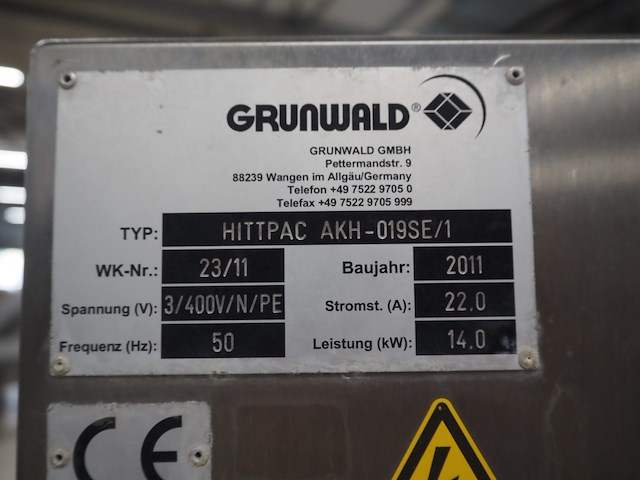 GRUNWALD®
GRUNWALD GMBH
Pettermandstr. 9
88239 Wangen im Allgäu/Germany
Telefon +49 7522 9705 0
Telefax +49 7522 9705 999
TYP: HITTPAC AKH-019SE/1
WK-Nr.: 23/11 Baujahr: 2011
Spannung (V): 3/400V/N/PE Stromst. (A): 22.0
Frequenz (Hz): 50 Leistung (kW): 14.0
CE